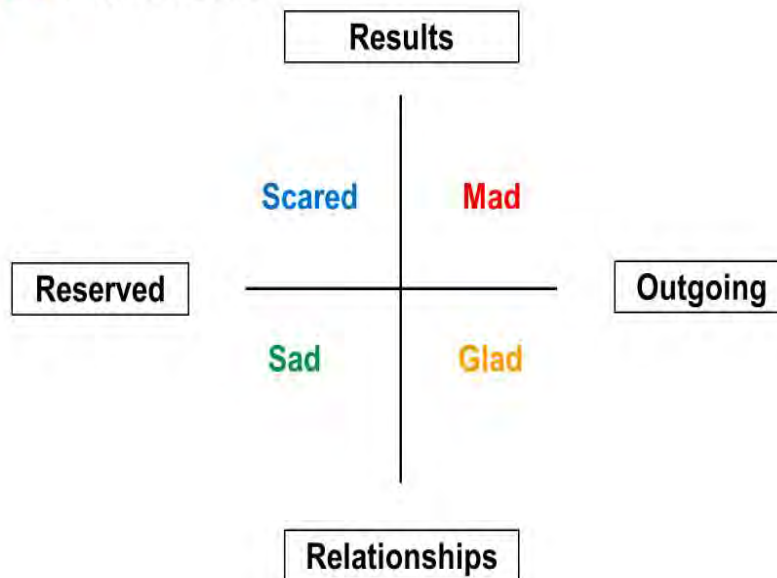 Results
Scared Mad
Reserved Outgoing
Sad Glad
Relationships